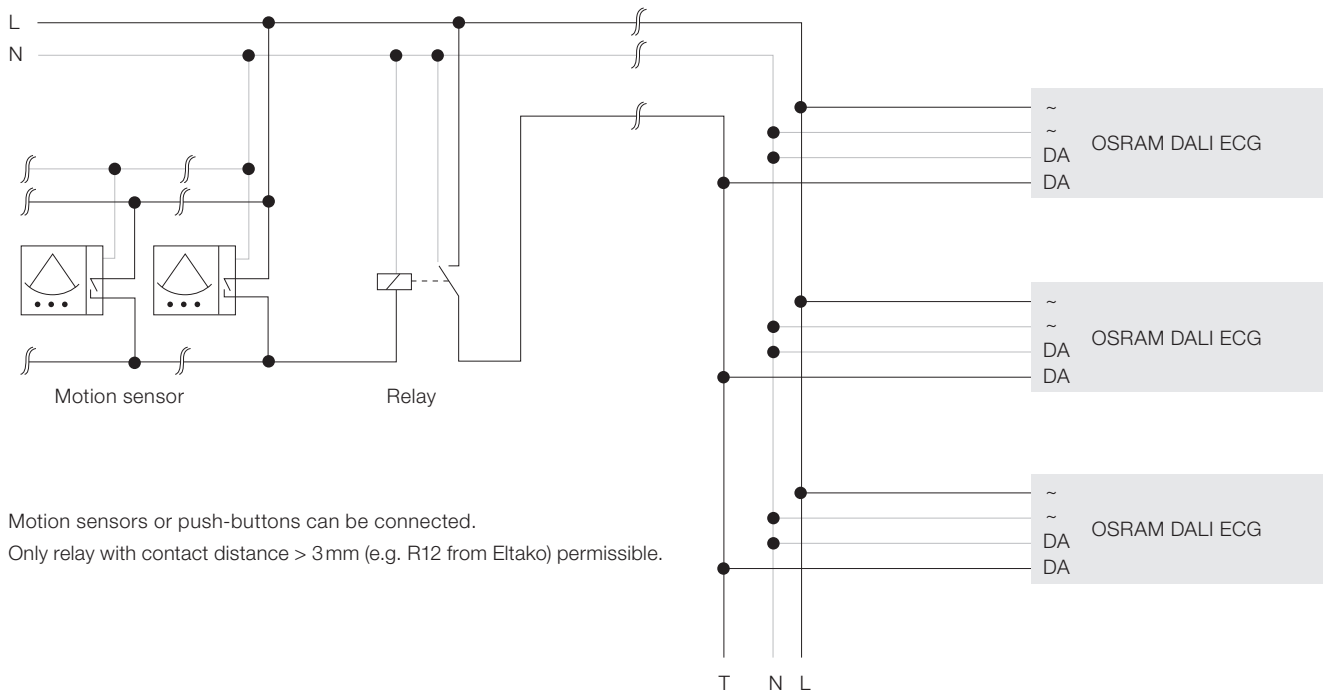 L
N
~
~
DA
DA
OSRAM DALI ECG
~
~
DA
DA
OSRAM DALI ECG
Motion sensor
Relay
~
~
DA
DA
OSRAM DALI ECG
Motion sensors or push-buttons can be connected.
Only relay with contact distance > 3 mm (e.g. R12 from Eltako) permissible.
T N L